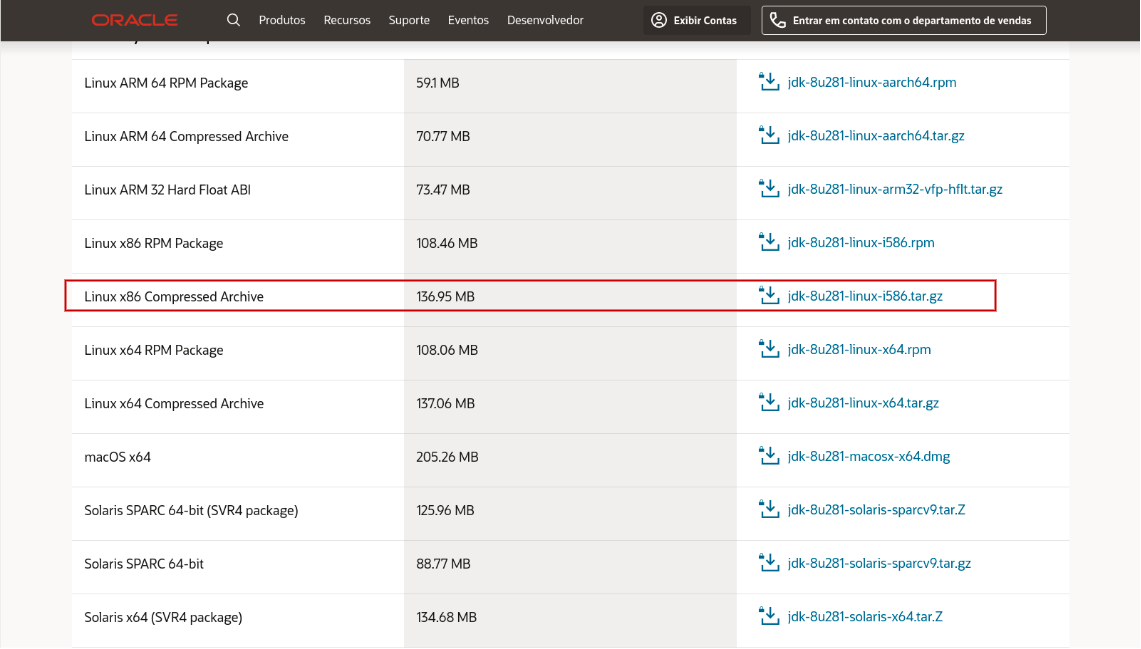 ORACLE Produtos Recursos Suporte Eventos Desenvolvedor Exibir Contas Entrar em contato com o departamento de vendas
Linux ARM 64 RPM Package 59.1 MB jdk-8u281-linux-aarch64.rpm
Linux ARM 64 Compressed Archive 70.77 MB jdk-8u281-linux-aarch64.tar.gz
Linux ARM 32 Hard Float ABI 73.47 MB jdk-8u281-linux-arm32-vfp-hflt.tar.gz
Linux x86 RPM Package 108.46 MB jdk-8u281-linux-i586.rpm
Linux x86 Compressed Archive 136.95 MB jdk-8u281-linux-i586.tar.gz
Linux x64 RPM Package 108.06 MB jdk-8u281-linux-x64.rpm
Linux x64 Compressed Archive 137.06 MB jdk-8u281-linux-x64.tar.gz
macOS x64 205.26 MB jdk-8u281-macosx-x64.dmg
Solaris SPARC 64-bit (SVR4 package) 125.96 MB jdk-8u281-solaris-sparcv9.tar.Z
Solaris SPARC 64-bit 88.77 MB jdk-8u281-solaris-sparcv9.tar.gz
Solaris x64 (SVR4 package) 134.68 MB jdk-8u281-solaris-x64.tar.Z